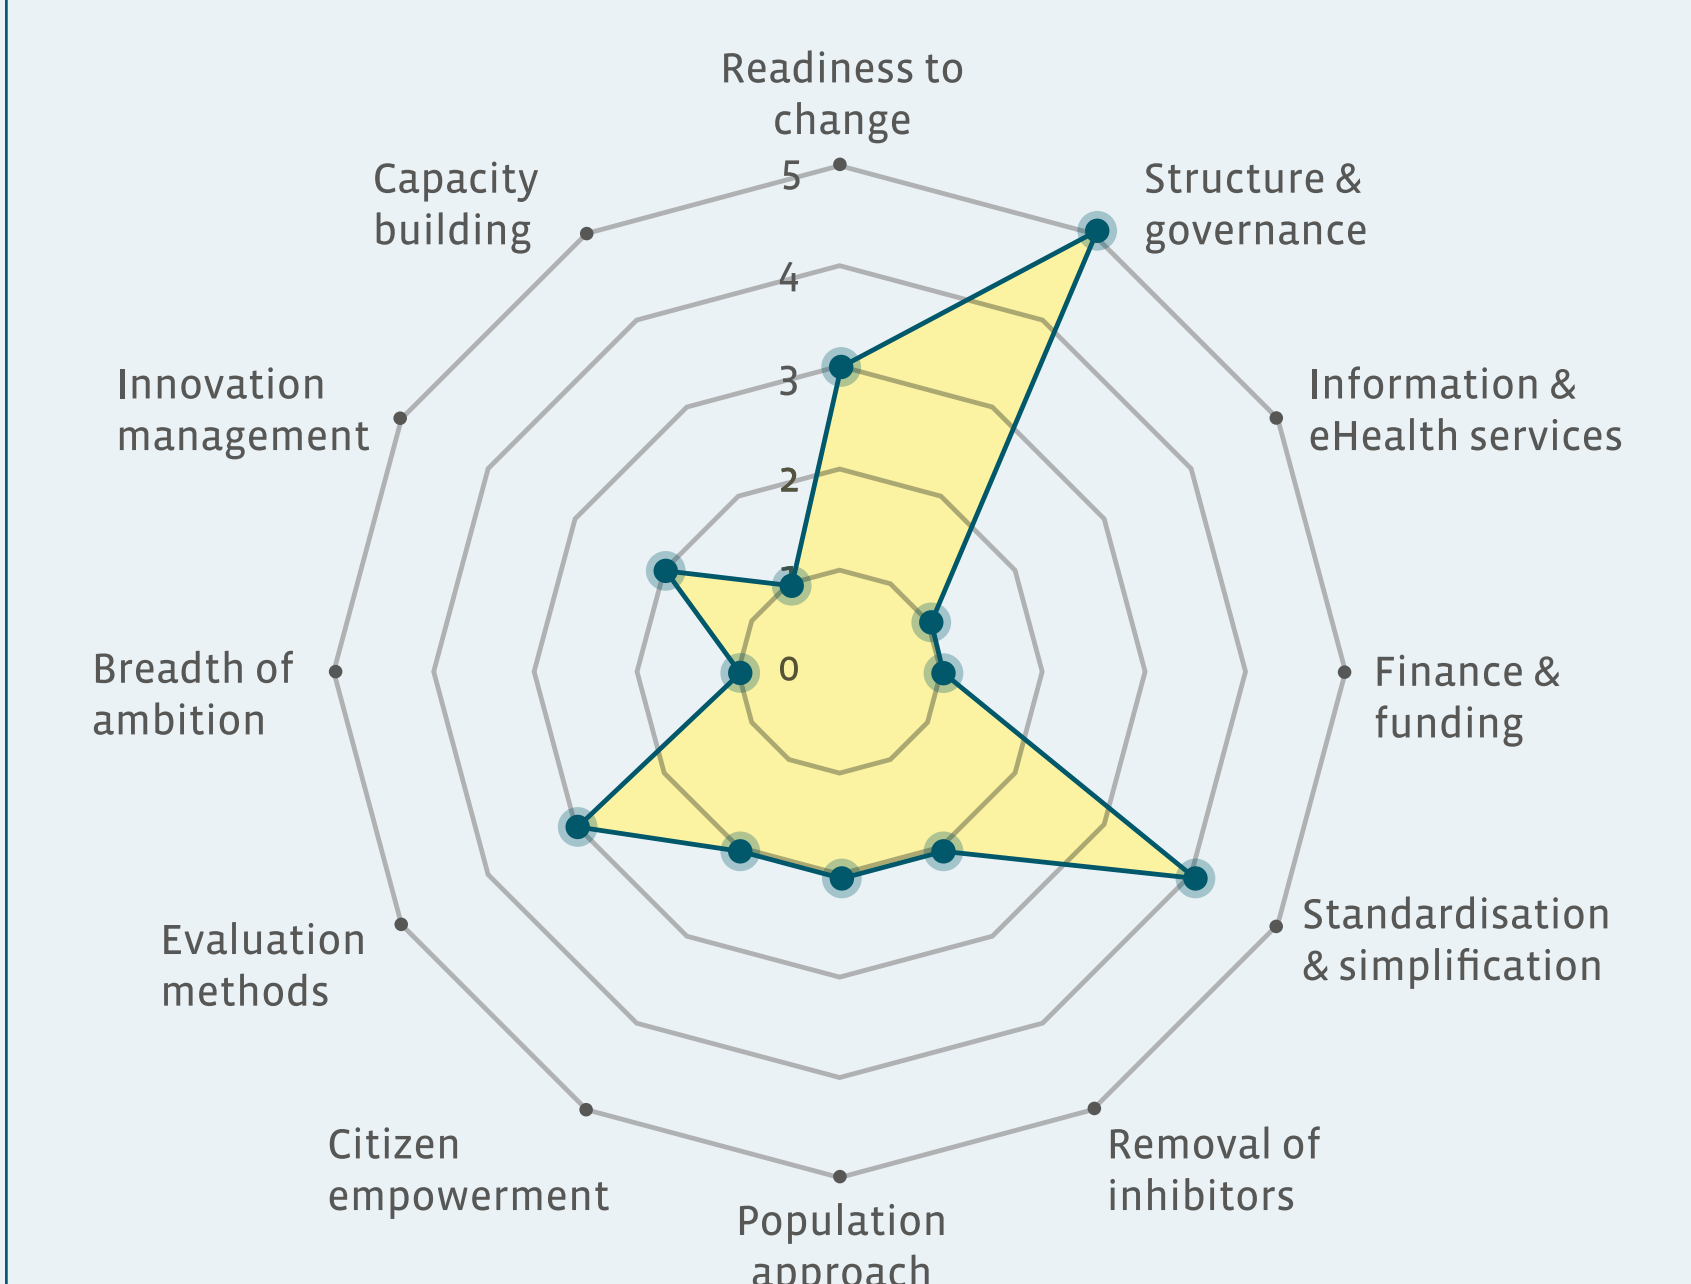 Readiness to
change
Structure &
governance
Information &
eHealth services
Finance &
funding
Standardisation
& simplification
Removal of
inhibitors
Population
approach
Citizen
empowerment
Evaluation
methods
Breadth of
ambition
Innovation
management
Capacity
building
5
4
3
2
1
0